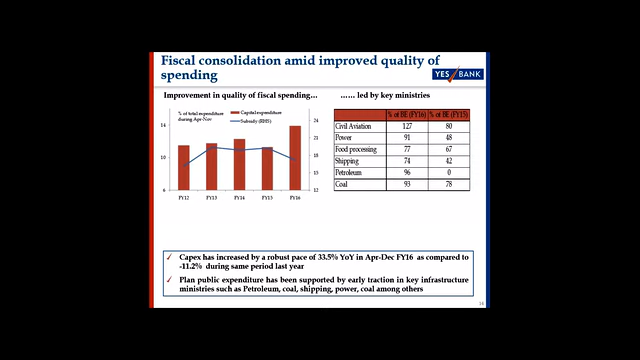 Fiscal consolidation amid improved quality of
spending
YES BANK
Improvement in quality of fiscal spending…
…… led by key ministries
% of total expenditure
during Apr-Nov
Capital expenditure
Subsidy (RHS)
14
10
6
24
21
18
15
12
FY12 FY13 FY14 FY15 FY16
% of BE (FY16) % of BE (FY15)
Civil Aviation 127 80
Power 91 48
Food processing 77 67
Shipping 74 42
Petroleum 96 0
Coal 93 78
Capex has increased by a robust pace of 33.5% YoY in Apr-Dec FY16 as compared to
-11.2% during same period last year
Plan public expenditure has been supported by early traction in key infrastructure
ministries such as Petroleum, coal, shipping, power, coal among others